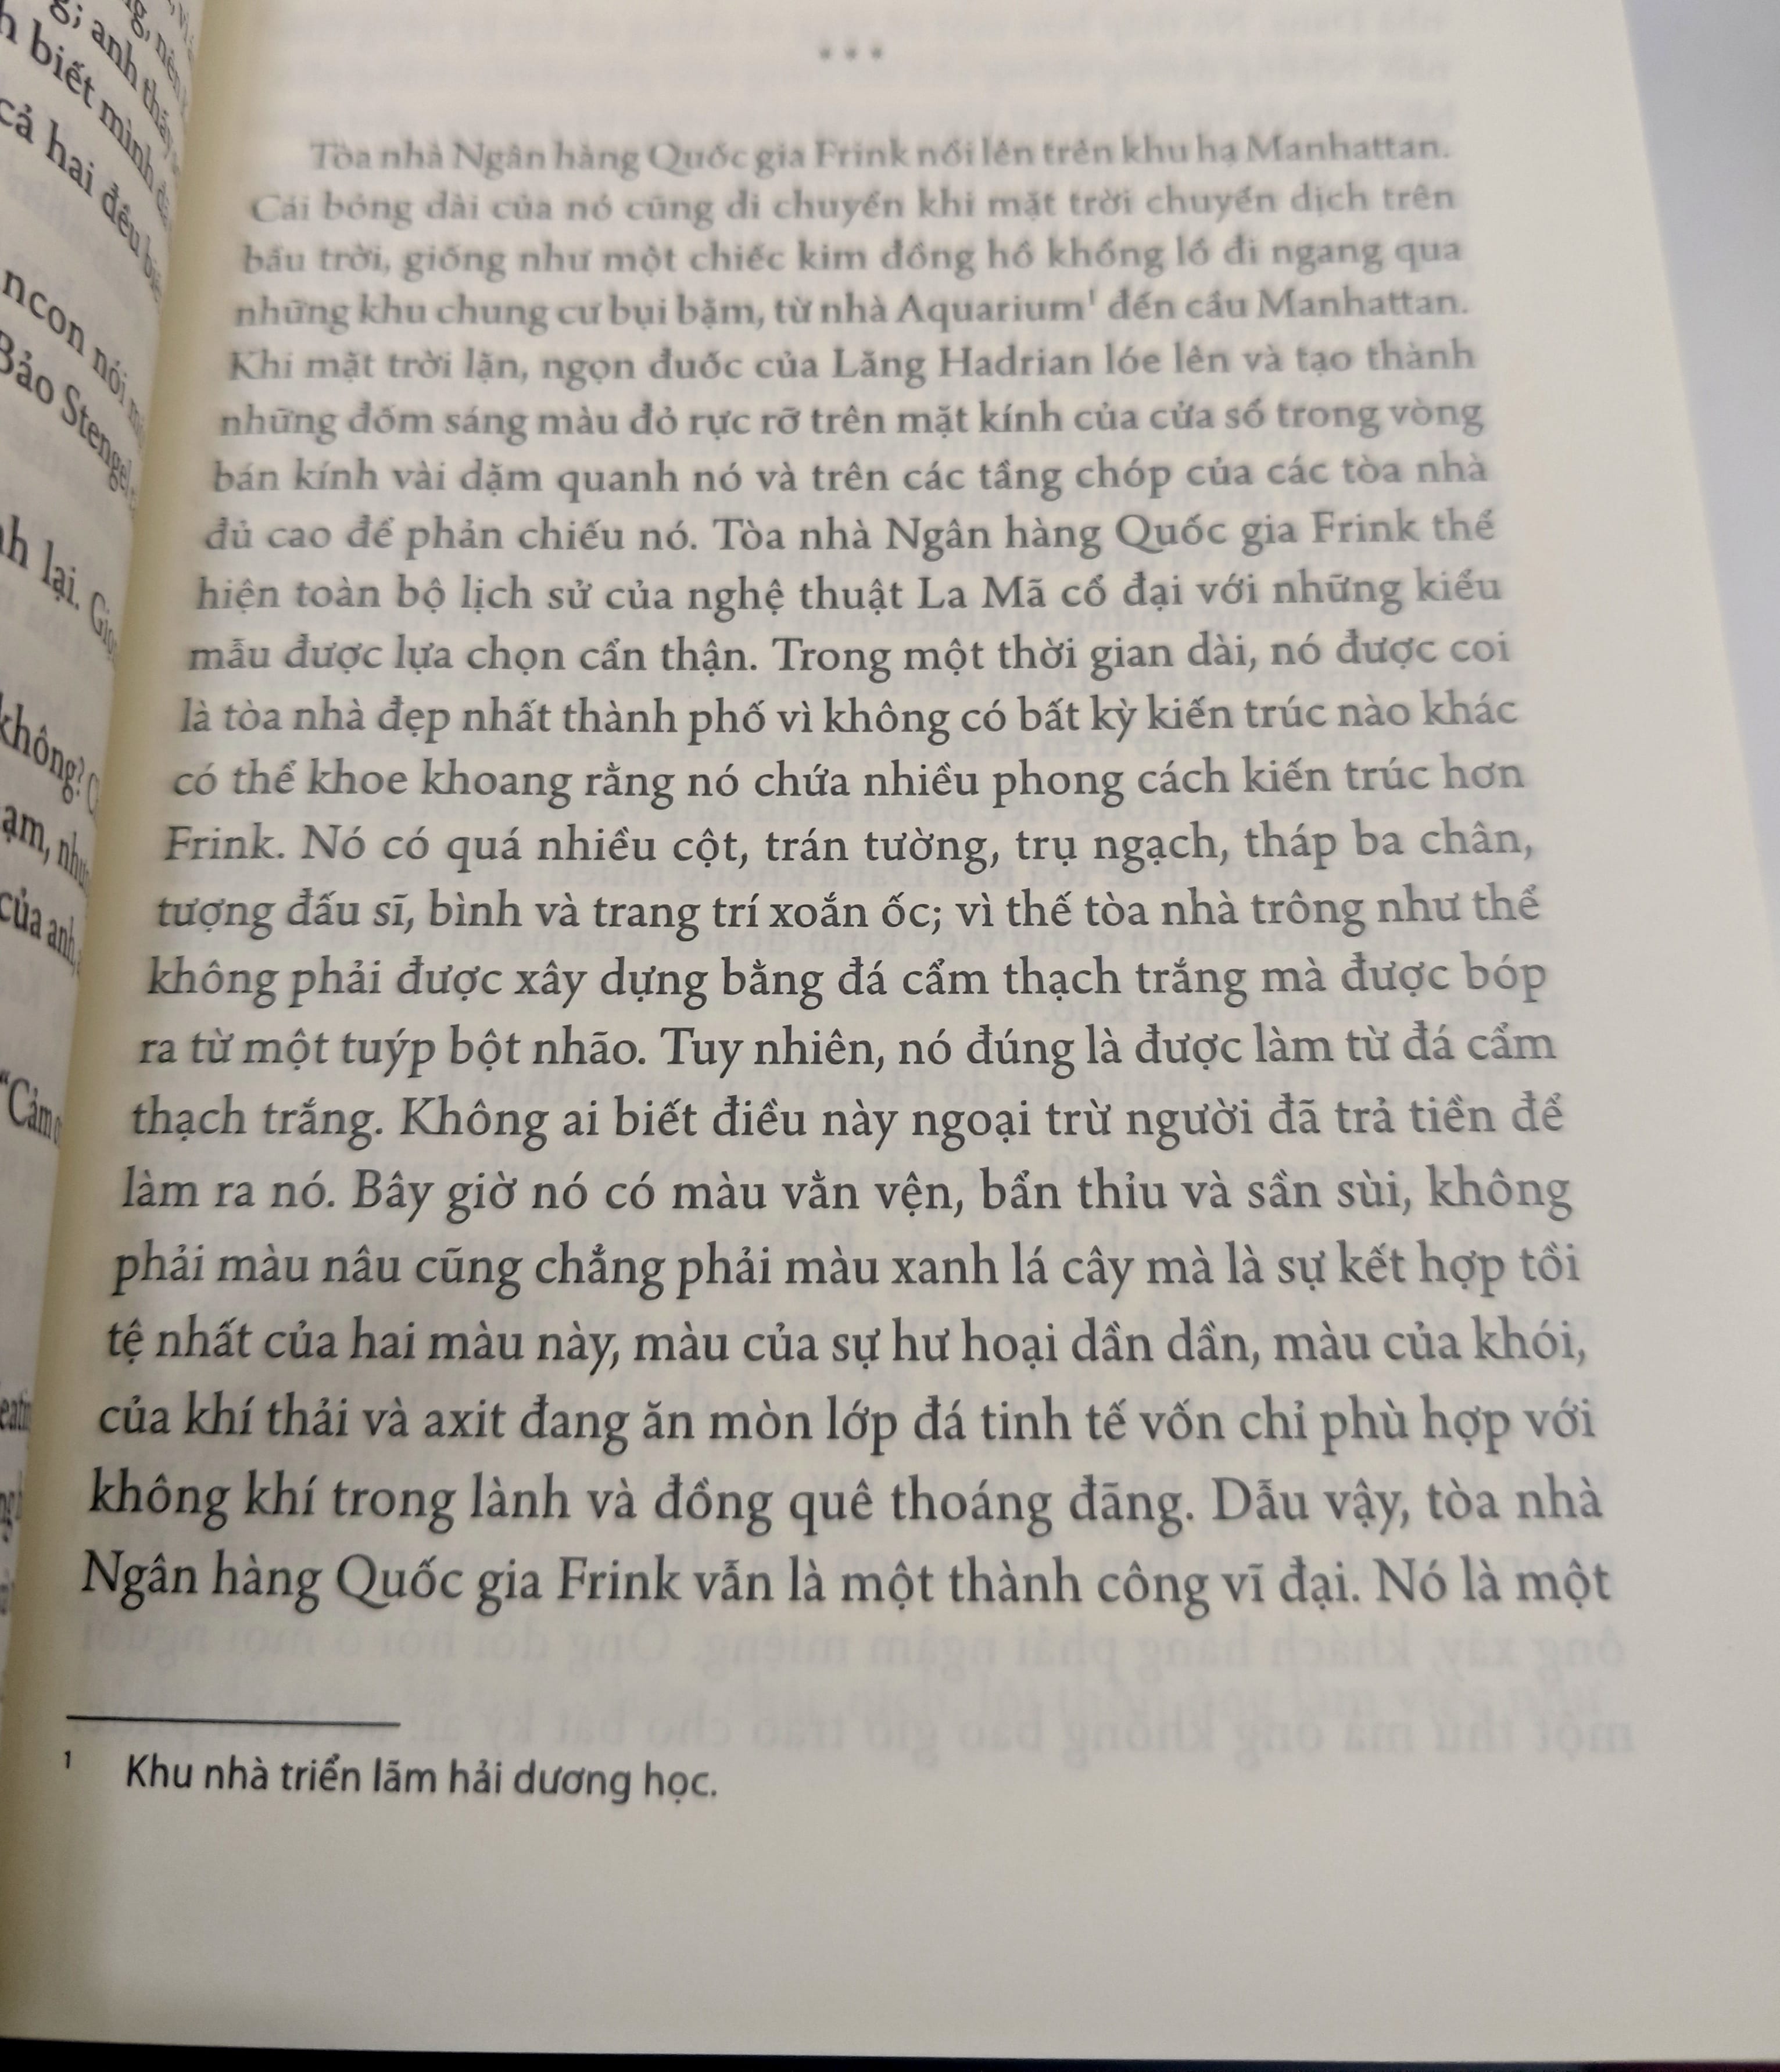 ***
Tòa nhà Ngân hàng Quốc gia Frink nổi lên trên khu hạ Manhattan.
Cái bóng dài của nó cũng di chuyển khi mặt trời chuyển dịch trên
bầu trời, giống như một chiếc kim đồng hồ khổng lồ đi ngang qua
những khu chung cư bụi bặm, từ nhà Aquarium¹ đến cầu Manhattan.
Khi mặt trời lặn, ngọn đuốc của Lăng Hadrian lóe lên và tạo thành
những đốm sáng màu đỏ rực rỡ trên mặt kính của cửa sổ trong vòng
bán kính vài dặm quanh nó và trên các tầng chóp của các tòa nhà
đủ cao để phản chiếu nó. Tòa nhà Ngân hàng Quốc gia Frink thể
hiện toàn bộ lịch sử của nghệ thuật La Mã cổ đại với những kiểu
mẫu được lựa chọn cẩn thận. Trong một thời gian dài, nó được coi
là tòa nhà đẹp nhất thành phố vì không có bất kỳ kiến trúc nào khác
có thể khoe khoang rằng nó chứa nhiều phong cách kiến trúc hơn
Frink. Nó có quá nhiều cột, trán tường, trụ ngạch, tháp ba chân,
tượng đấu sĩ, bình và trang trí xoắn ốc; vì thế tòa nhà trông như thể
không phải được xây dựng bằng đá cẩm thạch trắng mà được bóp
ra từ một tuýp bột nhão. Tuy nhiên, nó đúng là được làm từ đá cẩm
thạch trắng. Không ai biết điều này ngoại trừ người đã trả tiền để
làm ra nó. Bây giờ nó có màu vằn vện, bẩn thỉu và sần sùi, không
phải màu nâu cũng chẳng phải màu xanh lá cây mà là sự kết hợp tồi
tệ nhất của hai màu này, màu của sự hư hoại dần dần, màu của khói,
của khí thải và axit đang ăn mòn lớp đá tinh tế vốn chỉ phù hợp với
không khí trong lành và đồng quê thoáng đãng. Dẫu vậy, tòa nhà
Ngân hàng Quốc gia Frink vẫn là một thành công vĩ đại. Nó là một
1 Khu nhà triển lãm hải dương học.